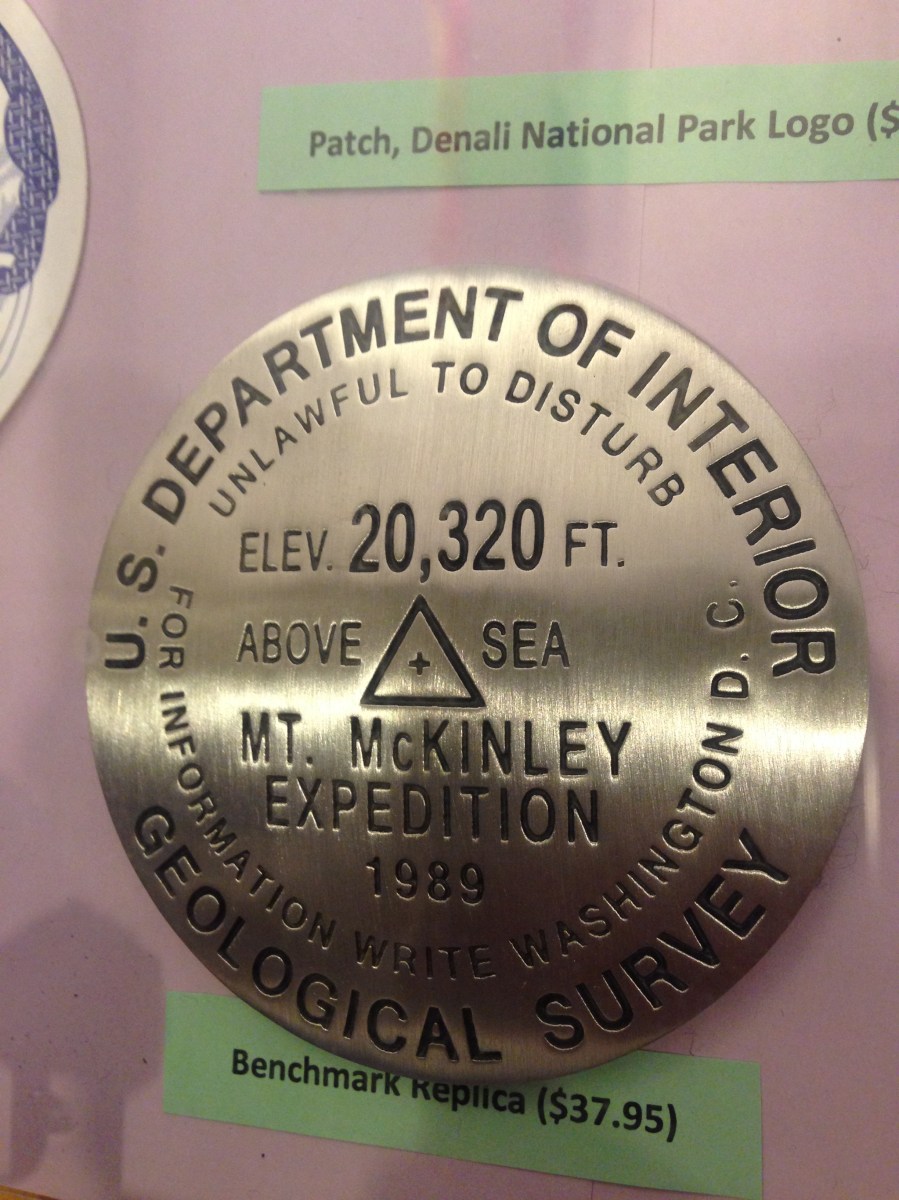 Patch, Denali National Park Logo ($
U.S. DEPARTMENT OF INTERIOR
UNLAWFUL TO DISTURB
ELEV. 20,320 FT.
ABOVE SEA
MT. McKINLEY
EXPEDITION
1989
FOR INFORMATION WRITE WASHINGTON D. C.
GEOLOGICAL SURVEY
Benchmark Replica ($37.95)